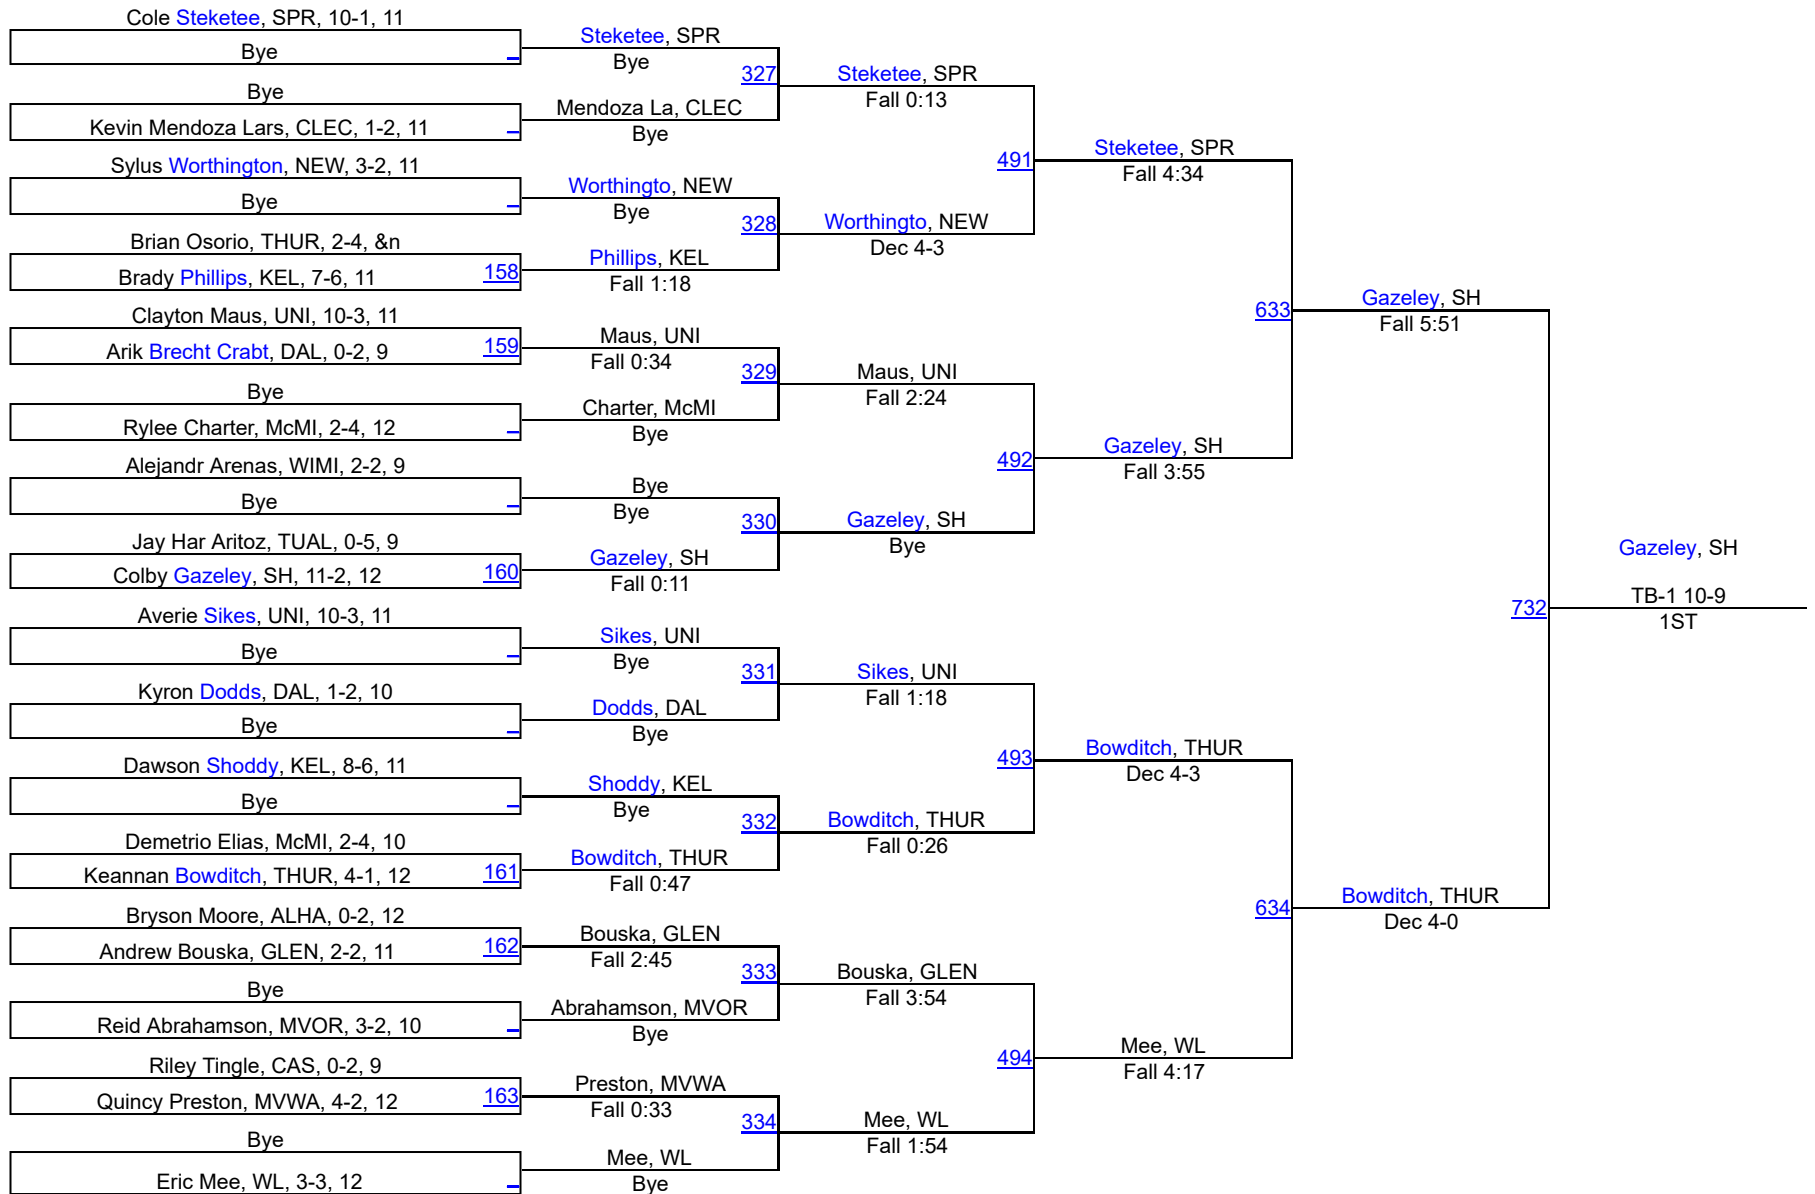 Cole Steketee, SPR, 10-1, 11
Bye
Bye
Kevin Mendoza Lars, CLEC, 1-2, 11
Sylus Worthington, NEW, 3-2, 11
Bye
Brian Osorio, THUR, 2-4, &n
Brady Phillips, KEL, 7-6, 11
158
Clayton Maus, UNI, 10-3, 11
Arik Brecht Crabt, DAL, 0-2, 9
159
Bye
Rylee Charter, McMI, 2-4, 12
Alejandr Arenas, WIMI, 2-2, 9
Bye
Jay Har Aritoz, TUAL, 0-5, 9
Colby Gazeley, SH, 11-2, 12
160
Averie Sikes, UNI, 10-3, 11
Bye
Kyron Dodds, DAL, 1-2, 10
Bye
Dawson Shoddy, KEL, 8-6, 11
Bye
Demetrio Elias, McMI, 2-4, 10
Keannan Bowditch, THUR, 4-1, 12
161
Bryson Moore, ALHA, 0-2, 12
Andrew Bouska, GLEN, 2-2, 11
162
Bye
Reid Abrahamson, MVOR, 3-2, 10
Riley Tingle, CAS, 0-2, 9
Quincy Preston, MVWA, 4-2, 12
163
Bye
Eric Mee, WL, 3-3, 12
Steketee, SPR
Bye
327
Mendoza La, CLEC
Bye
Worthingto, NEW
Bye
328
Phillips, KEL
Fall 1:18
Maus, UNI
Fall 0:34
329
Charter, McMI
Bye
Bye
Bye
330
Gazeley, SH
Fall 0:11
Sikes, UNI
Bye
331
Dodds, DAL
Bye
Shoddy, KEL
Bye
332
Bowditch, THUR
Fall 0:47
Bouska, GLEN
Fall 2:45
333
Abrahamson, MVOR
Bye
Preston, MVWA
Fall 0:33
334
Mee, WL
Bye
Steketee, SPR
Fall 0:13
491
Worthingto, NEW
Dec 4-3
Maus, UNI
Fall 2:24
492
Gazeley, SH
Bye
Sikes, UNI
Fall 1:18
493
Bowditch, THUR
Fall 0:26
Bouska, GLEN
Fall 3:54
494
Mee, WL
Fall 1:54
Steketee, SPR
Fall 4:34
633
Gazeley, SH
Fall 3:55
Bowditch, THUR
Dec 4-3
634
Mee, WL
Fall 4:17
Gazeley, SH
Fall 5:51
732
Bowditch, THUR
Dec 4-0
Gazeley, SH
TB-1 10-9
1ST